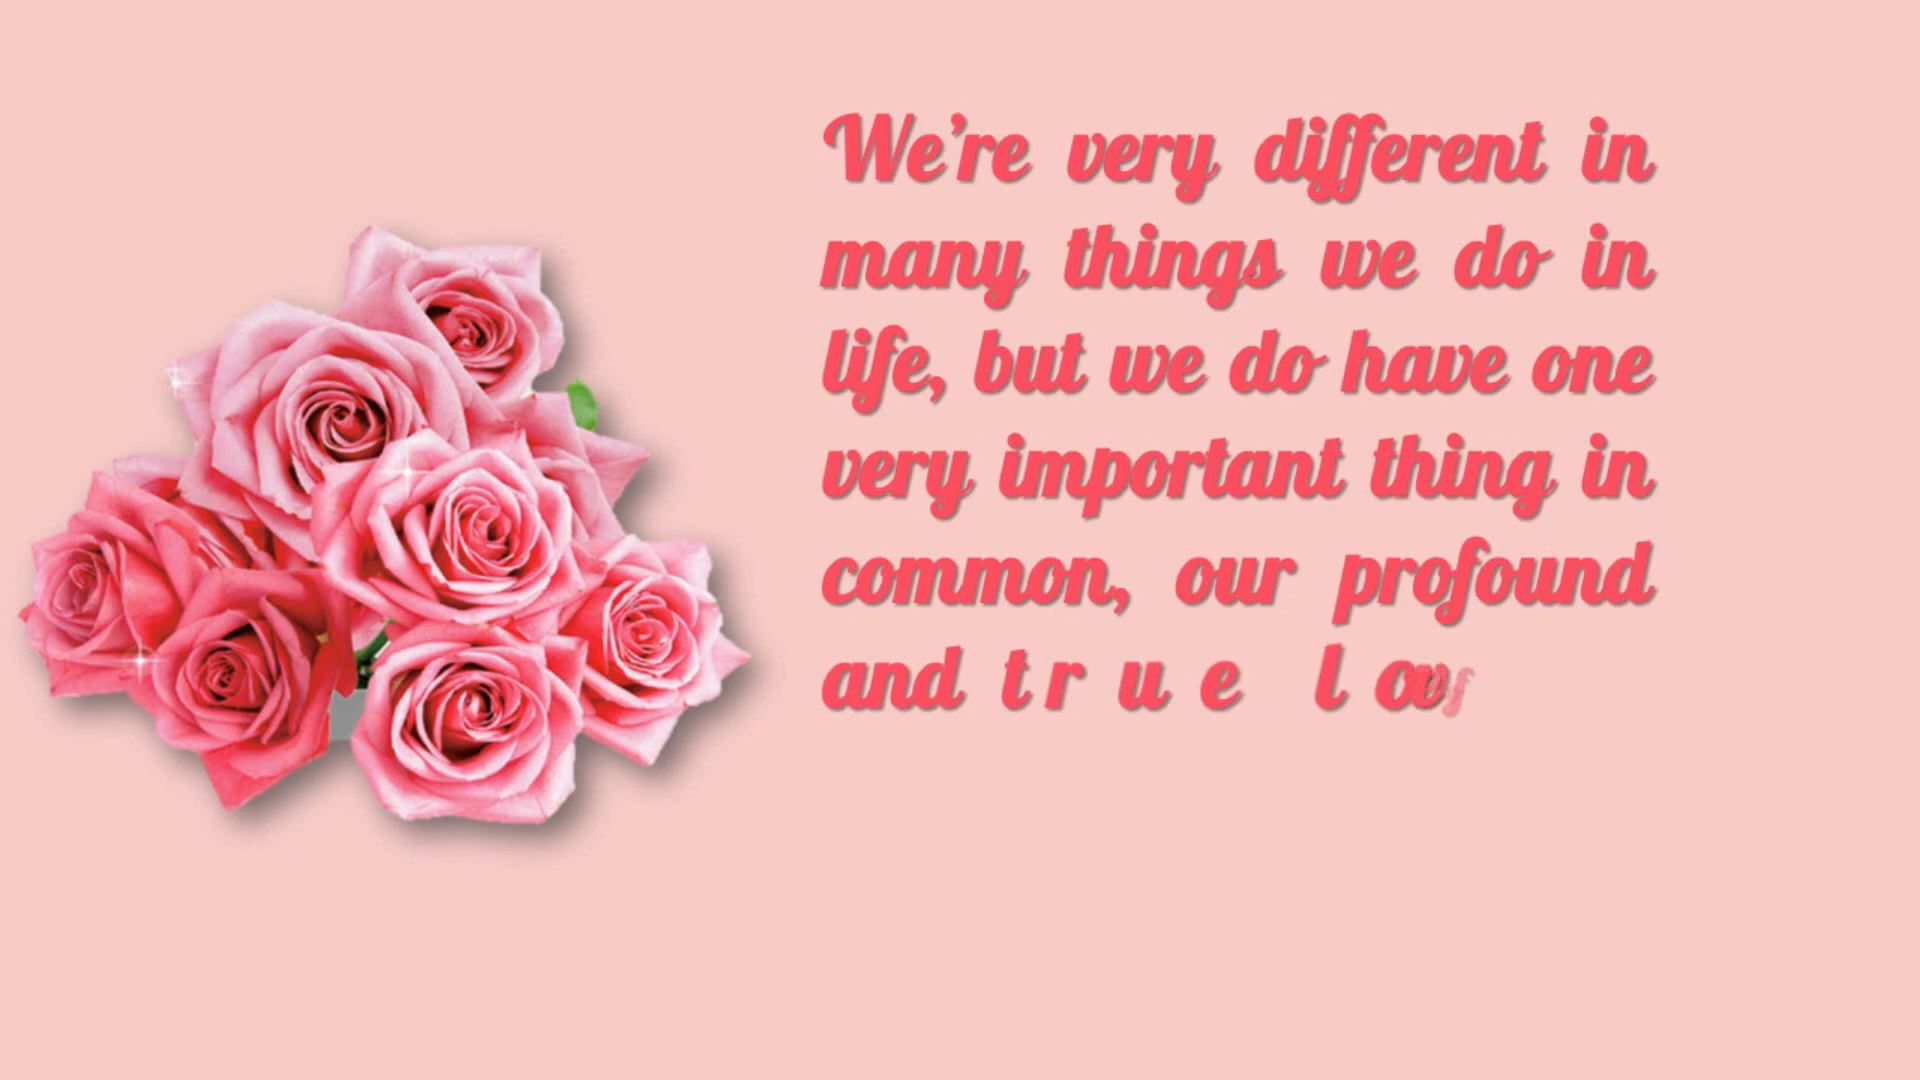 We're very different in
many things we do in
life, but we do have one
very important thing in
common, our profound
and true